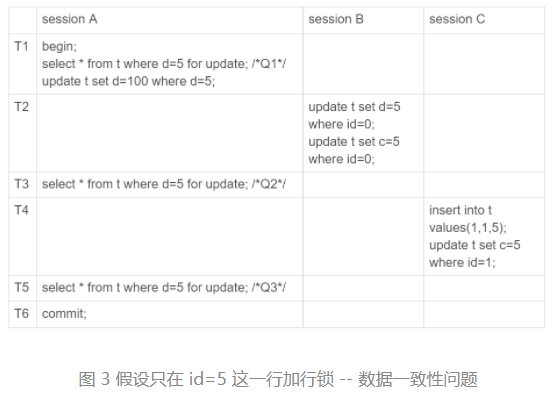 session A session B session C
T1 begin;
select * from t where d=5 for update; /*Q1*/
update t set d=100 where d=5;
T2 update t set d=5
where id=0;
update t set c=5
where id=0;
T3 select * from t where d=5 for update; /*Q2*/
T4 insert into t
values(1,1,5);
update t set c=5
where id=1;
T5 select * from t where d=5 for update; /*Q3*/
T6 commit;
图 3 假设只在 id=5 这一行加行锁 -- 数据一致性问题